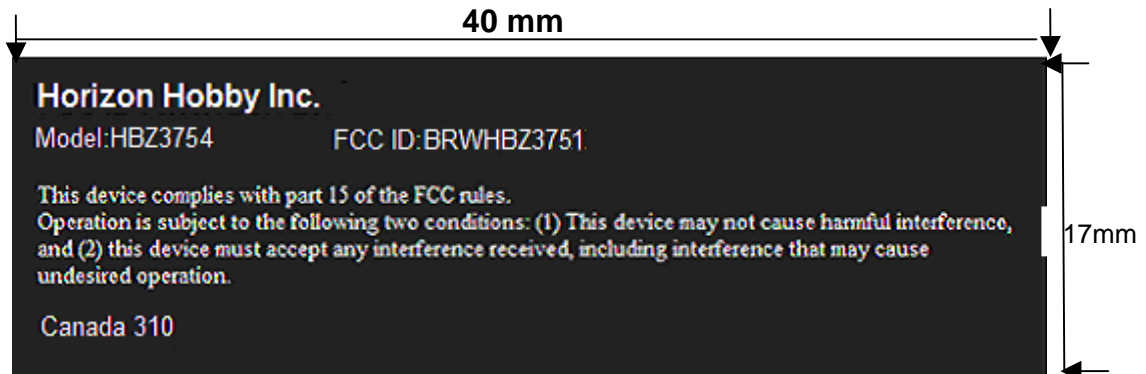 40 mm
Horizon Hobby Inc.
Model:HBZ3754 FCC ID:BRWHBZ3751
This device complies with part 15 of the FCC rules.
Operation is subject to the following two conditions: (1) This device may not cause harmful interference,
and (2) this device must accept any interference received, including interference that may cause
undesired operation.
17mm
Canada 310